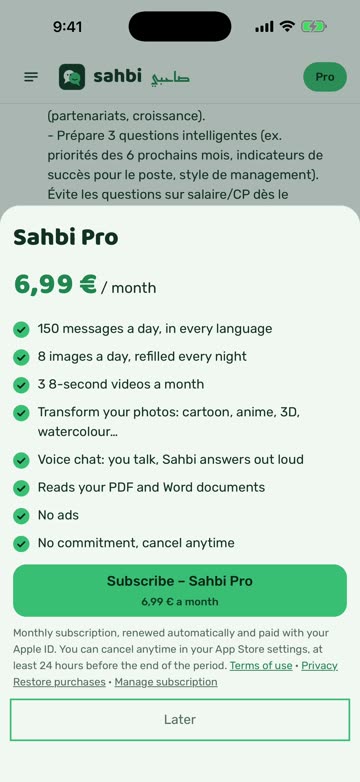 9:41
sahbi صاحبي
Pro
(partenariats, croissance).
- Prépare 3 questions intelligentes (ex.
priorités des 6 prochains mois, indicateurs de
succès pour le poste, style de management).
Évite les questions sur salaire/CP dès le
Sahbi Pro
6,99 € / month
150 messages a day, in every language
8 images a day, refilled every night
3 8-second videos a month
Transform your photos: cartoon, anime, 3D,
watercolour…
Voice chat: you talk, Sahbi answers out loud
Reads your PDF and Word documents
No ads
No commitment, cancel anytime
Subscribe – Sahbi Pro
6,99 € a month
Monthly subscription, renewed automatically and paid with your
Apple ID. You can cancel anytime in your App Store settings, at
least 24 hours before the end of the period. Terms of use • Privacy
Restore purchases • Manage subscription
Later